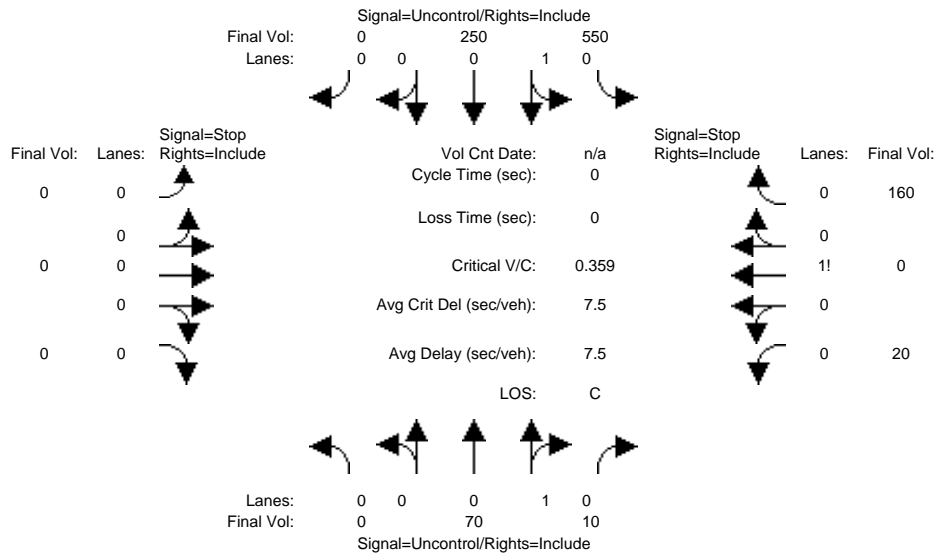 Signal=Uncontrol/Rights=Include
Final Vol: 0 250 550
Lanes: 0 0 0 1 0
Signal=Stop Signal=Stop
Final Vol: Lanes: Rights=Include Vol Cnt Date: n/a Rights=Include Lanes: Final Vol:
Cycle Time (sec): 0
0 0 0 160
Loss Time (sec): 0
0 0
0 0 Critical V/C: 0.359 1! 0
0 Avg Crit Del (sec/veh): 7.5 0
0 0 Avg Delay (sec/veh): 7.5 0 20
LOS: C
Lanes: 0 0 0 1 0
Final Vol: 0 70 10
Signal=Uncontrol/Rights=Include